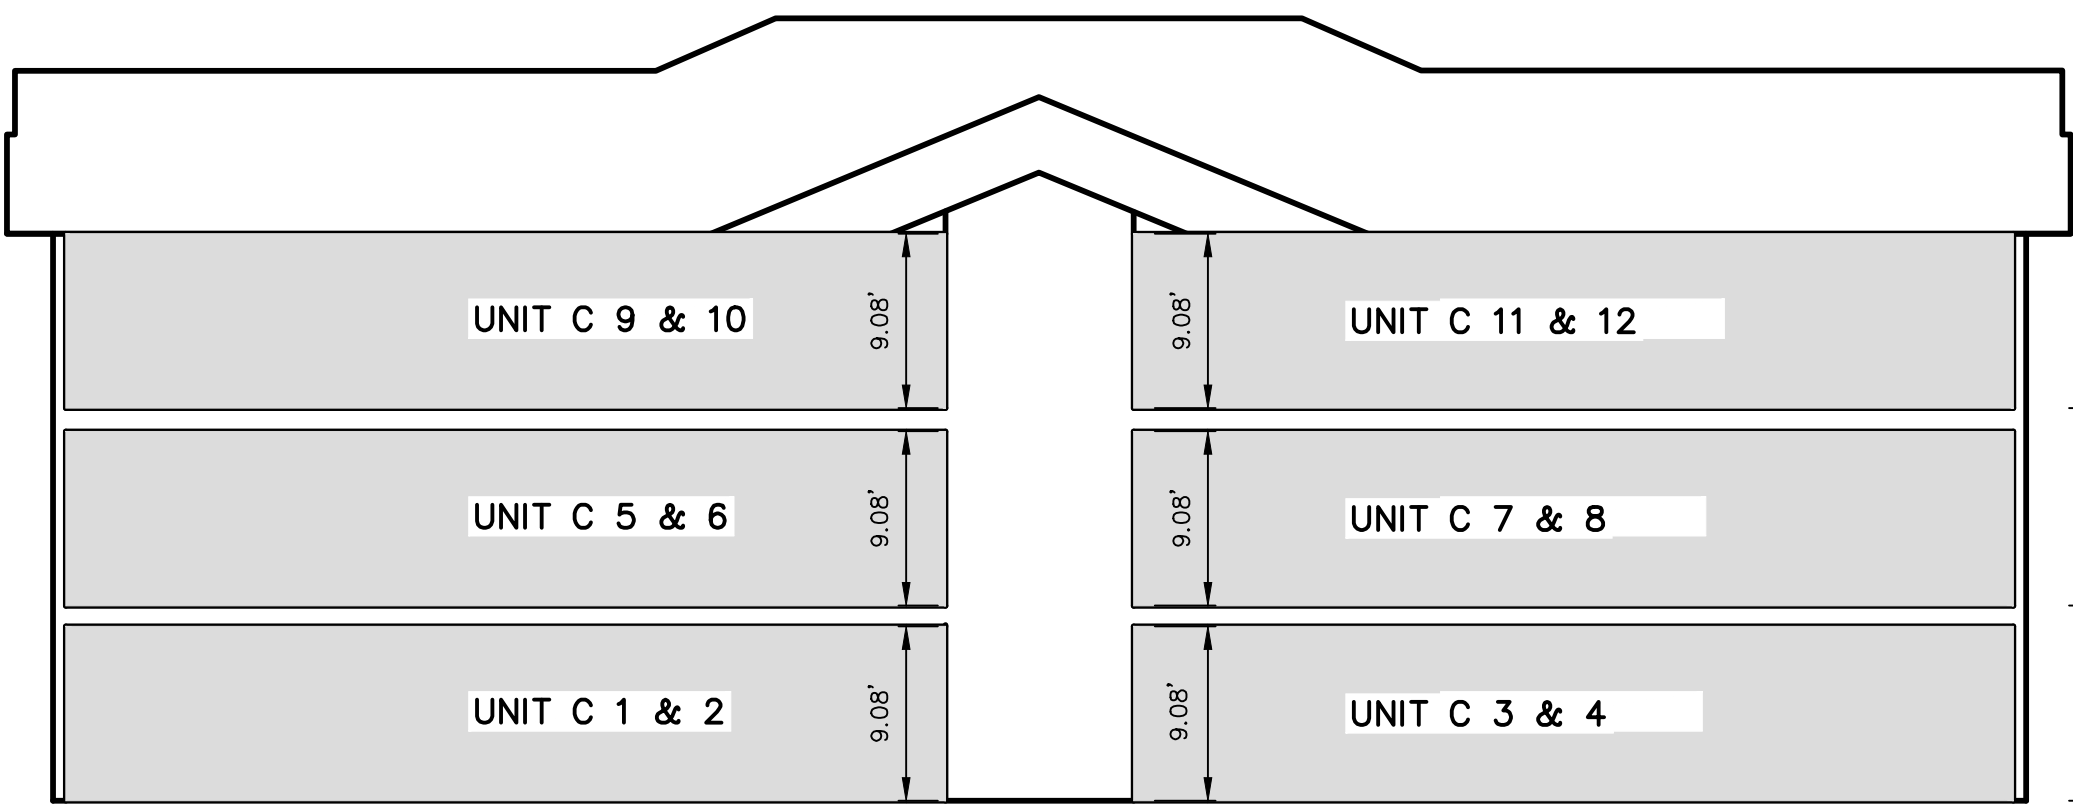 UNIT C 9 & 10
9.08'
9.08'
UNIT C 11 & 12
UNIT C 5 & 6
9.08'
9.08'
UNIT C 7 & 8
UNIT C 1 & 2
9.08'
9.08'
UNIT C 3 & 4